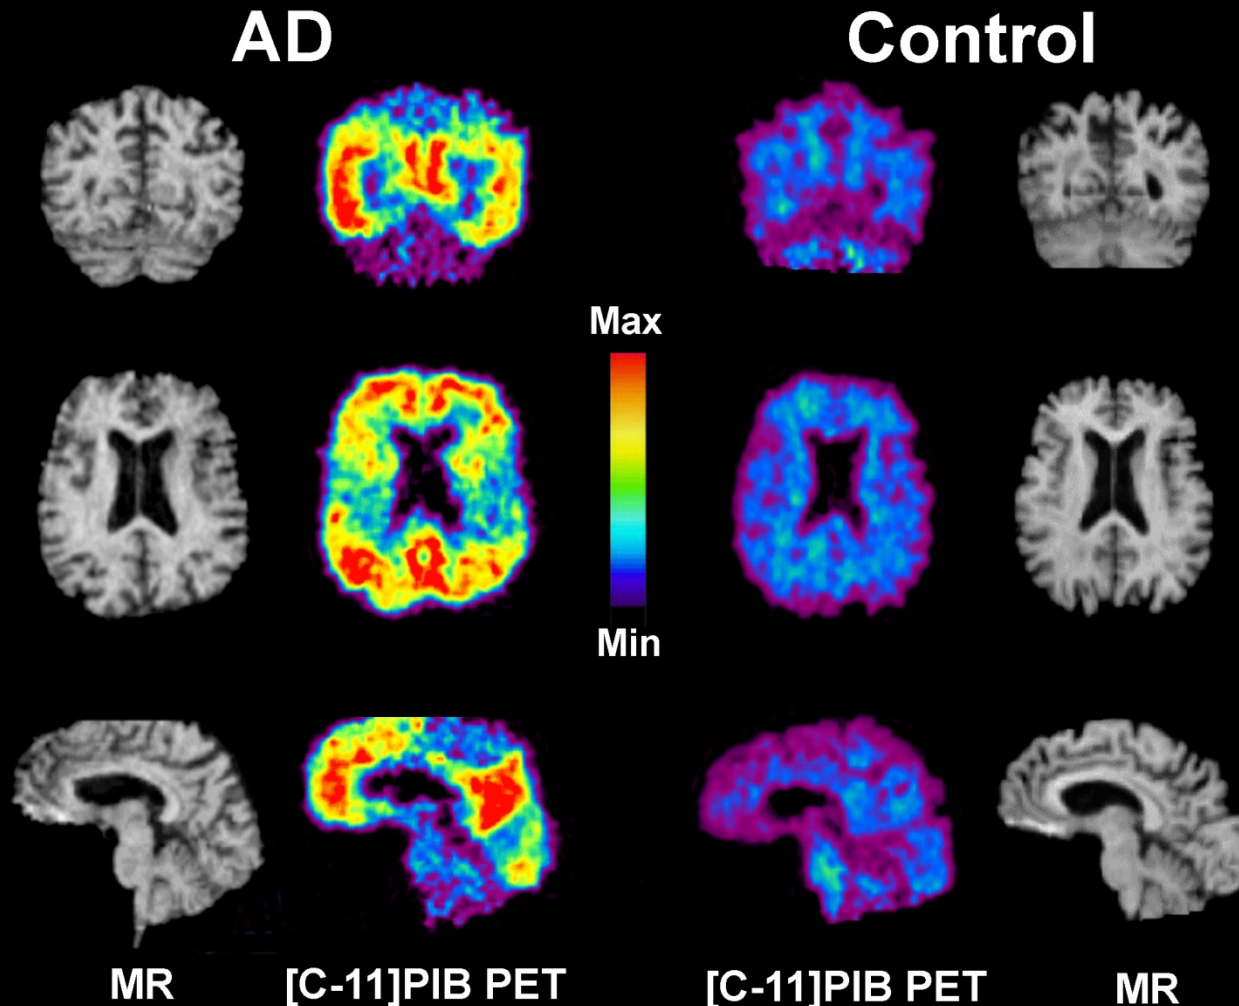 AD
Control
Max
Min
MR
[C-11]PIB PET
[C-11]PIB PET
MR